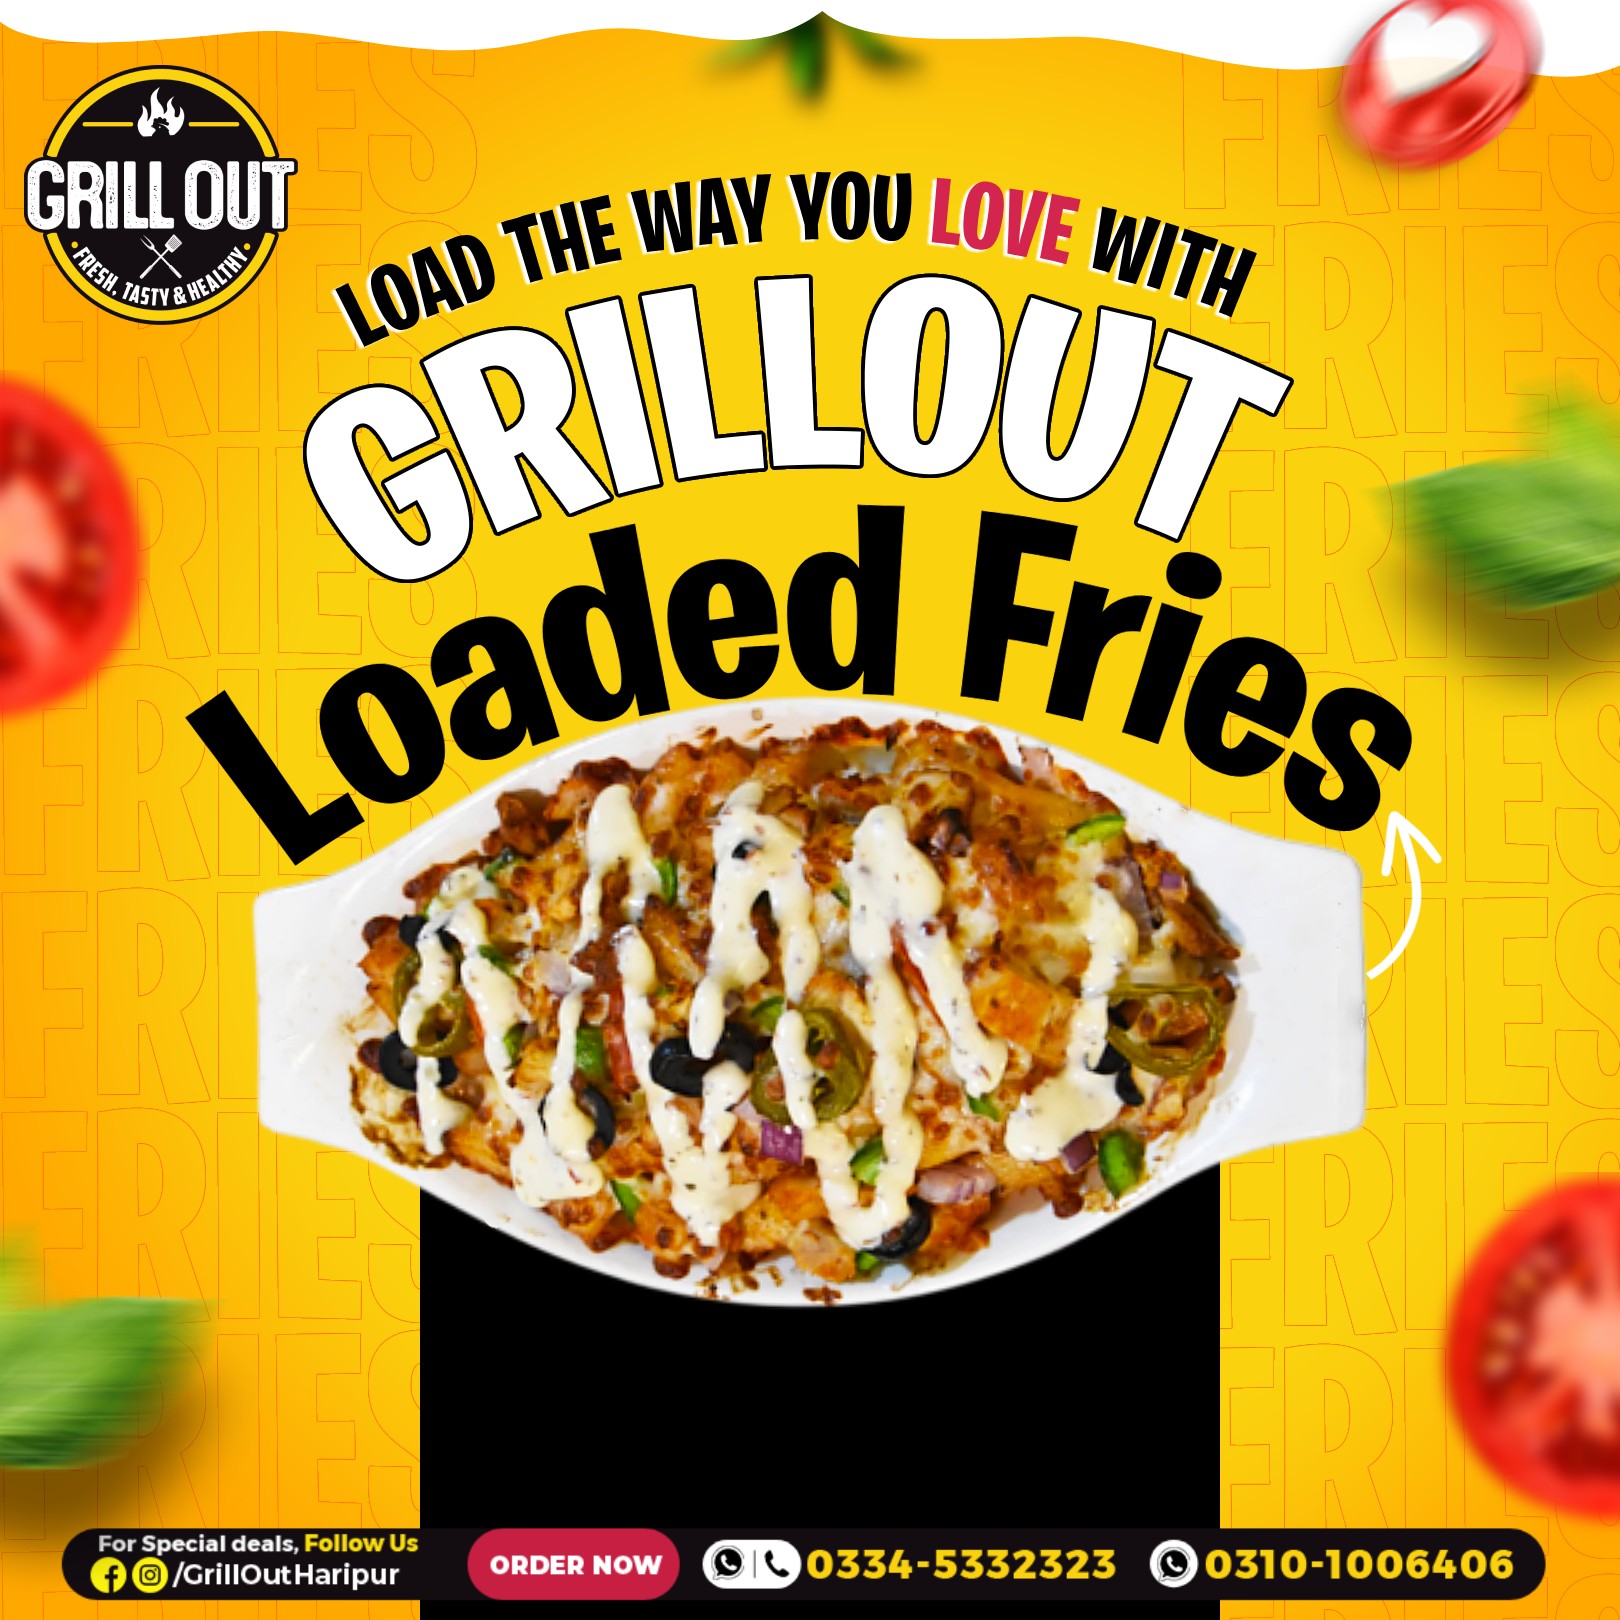 GRILL OUT
FRESH, TASTY & HEALTHY
LOAD THE WAY YOU LOVE WITH
GRILLOUT
Loaded Fries
FRIES
For Special deals, Follow Us
/GrillOutHaripur
ORDER NOW
0334-5332323
0310-1006406